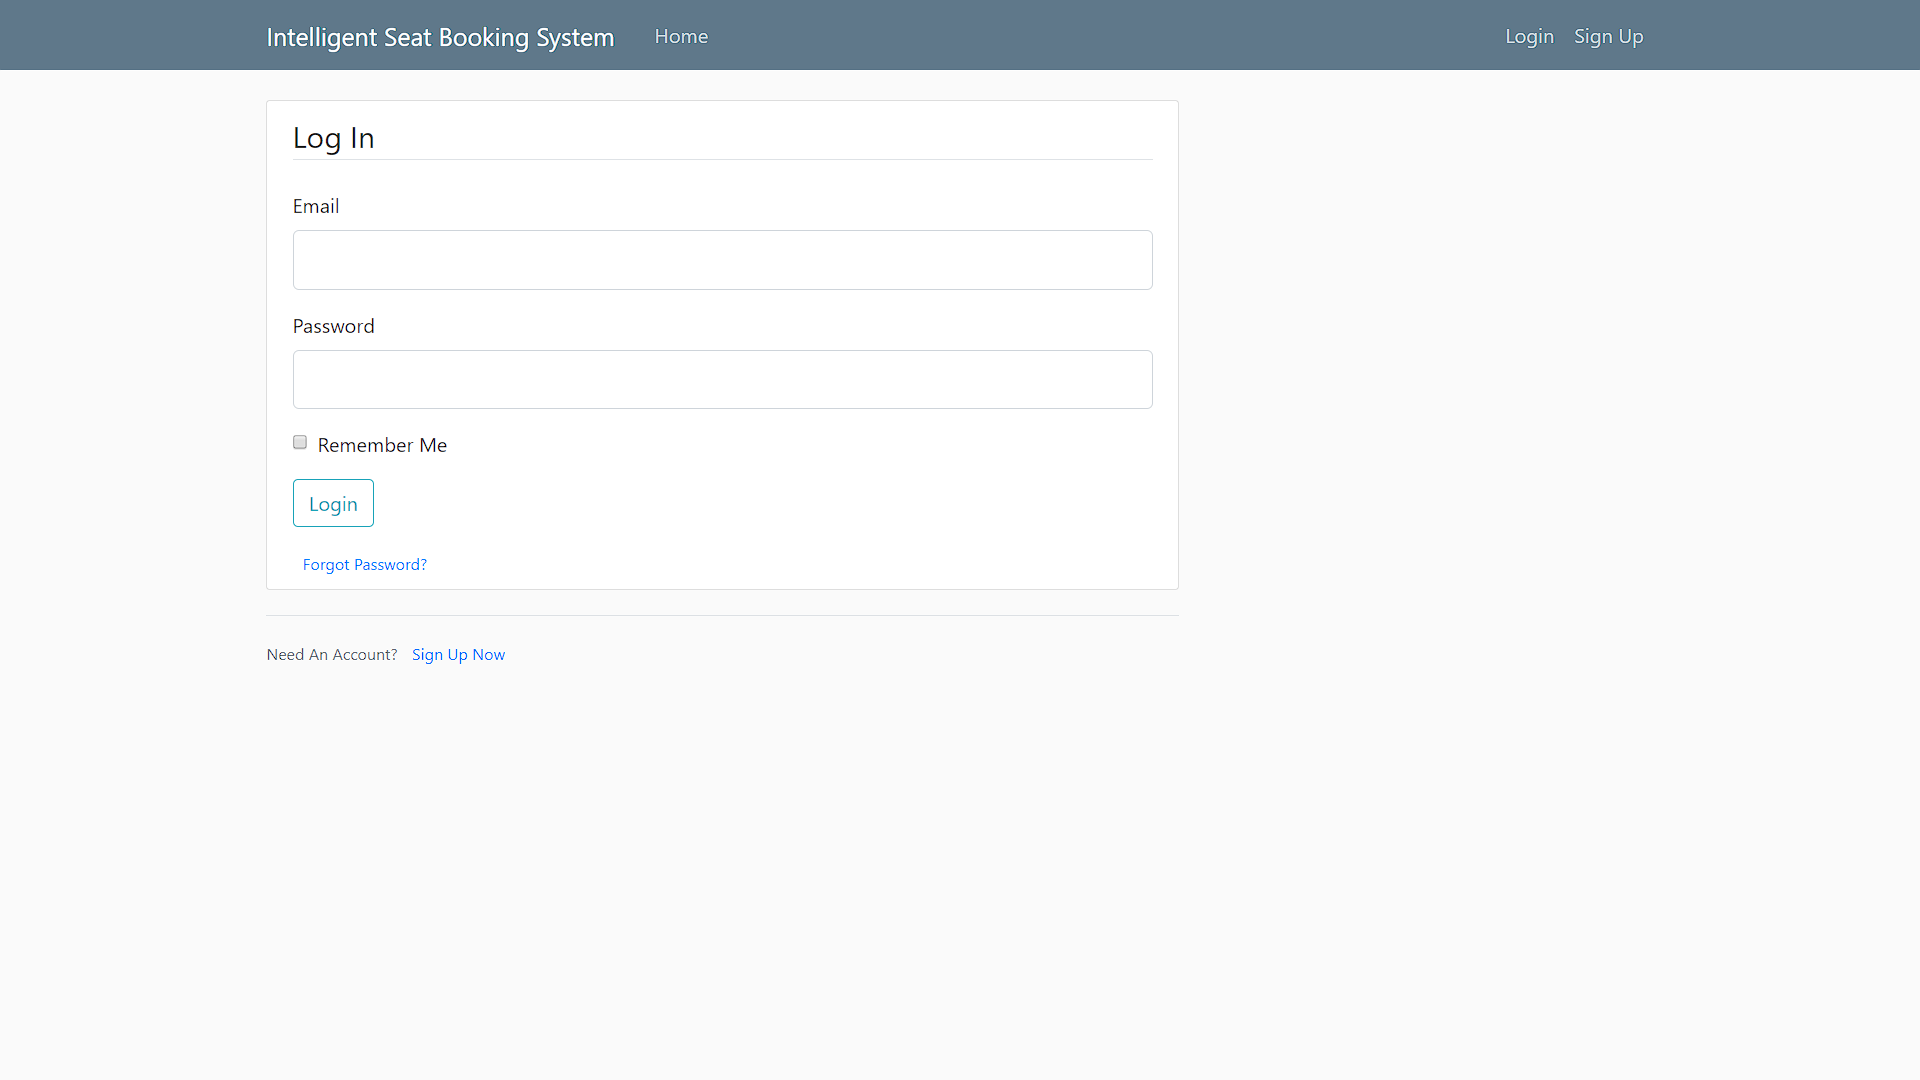 Intelligent Seat Booking System Home Login Sign Up
Log In
Email
Password
Remember Me
Login
Forgot Password?
Need An Account? Sign Up Now